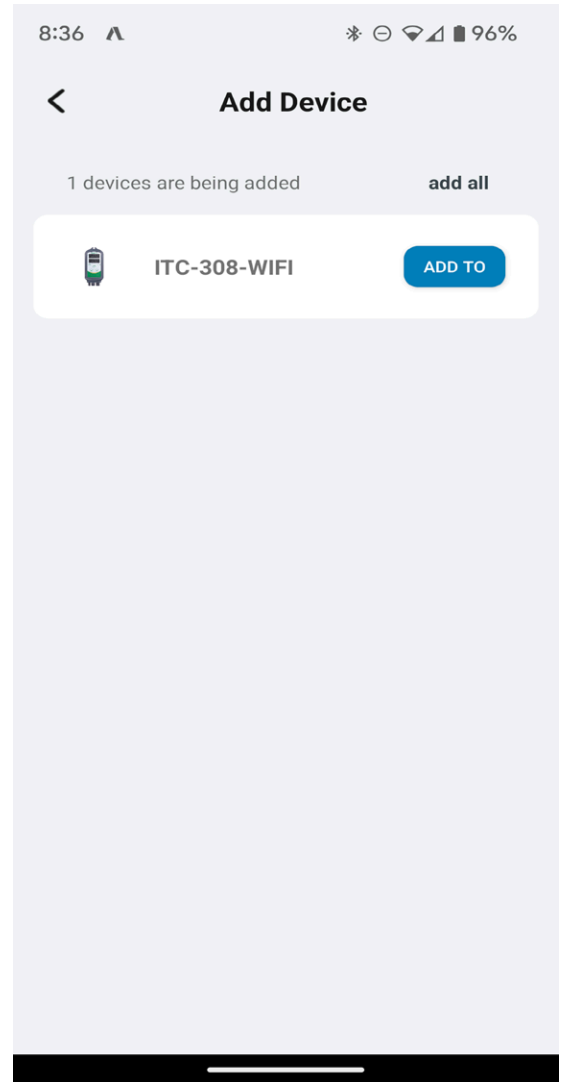 8:36 96%
Add Device
1 devices are being added add all
ITC-308-WIFI ADD TO